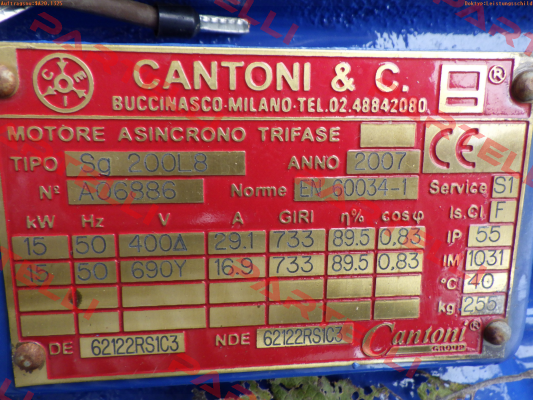 CANTONI & C.
BUCCINASCO-MILANO-TEL.02.48842080
MOTORE ASINCRONO TRIFASE
CE
TIPO Sg 200L8 ANNO 2007
Nº A06886 Norme EN 60034-1 Service S1
Is.Cl. F
kW Hz V A GIRI η% cosφ
15 50 400Δ 29.1 733 89.5 0,83 IP 55
15 50 690Y 16.9 733 89.5 0,83 IM 1031
°C 40
kg 255
DE 62122RS1C3 NDE 62122RS1C3
Cantoni®
GROUP